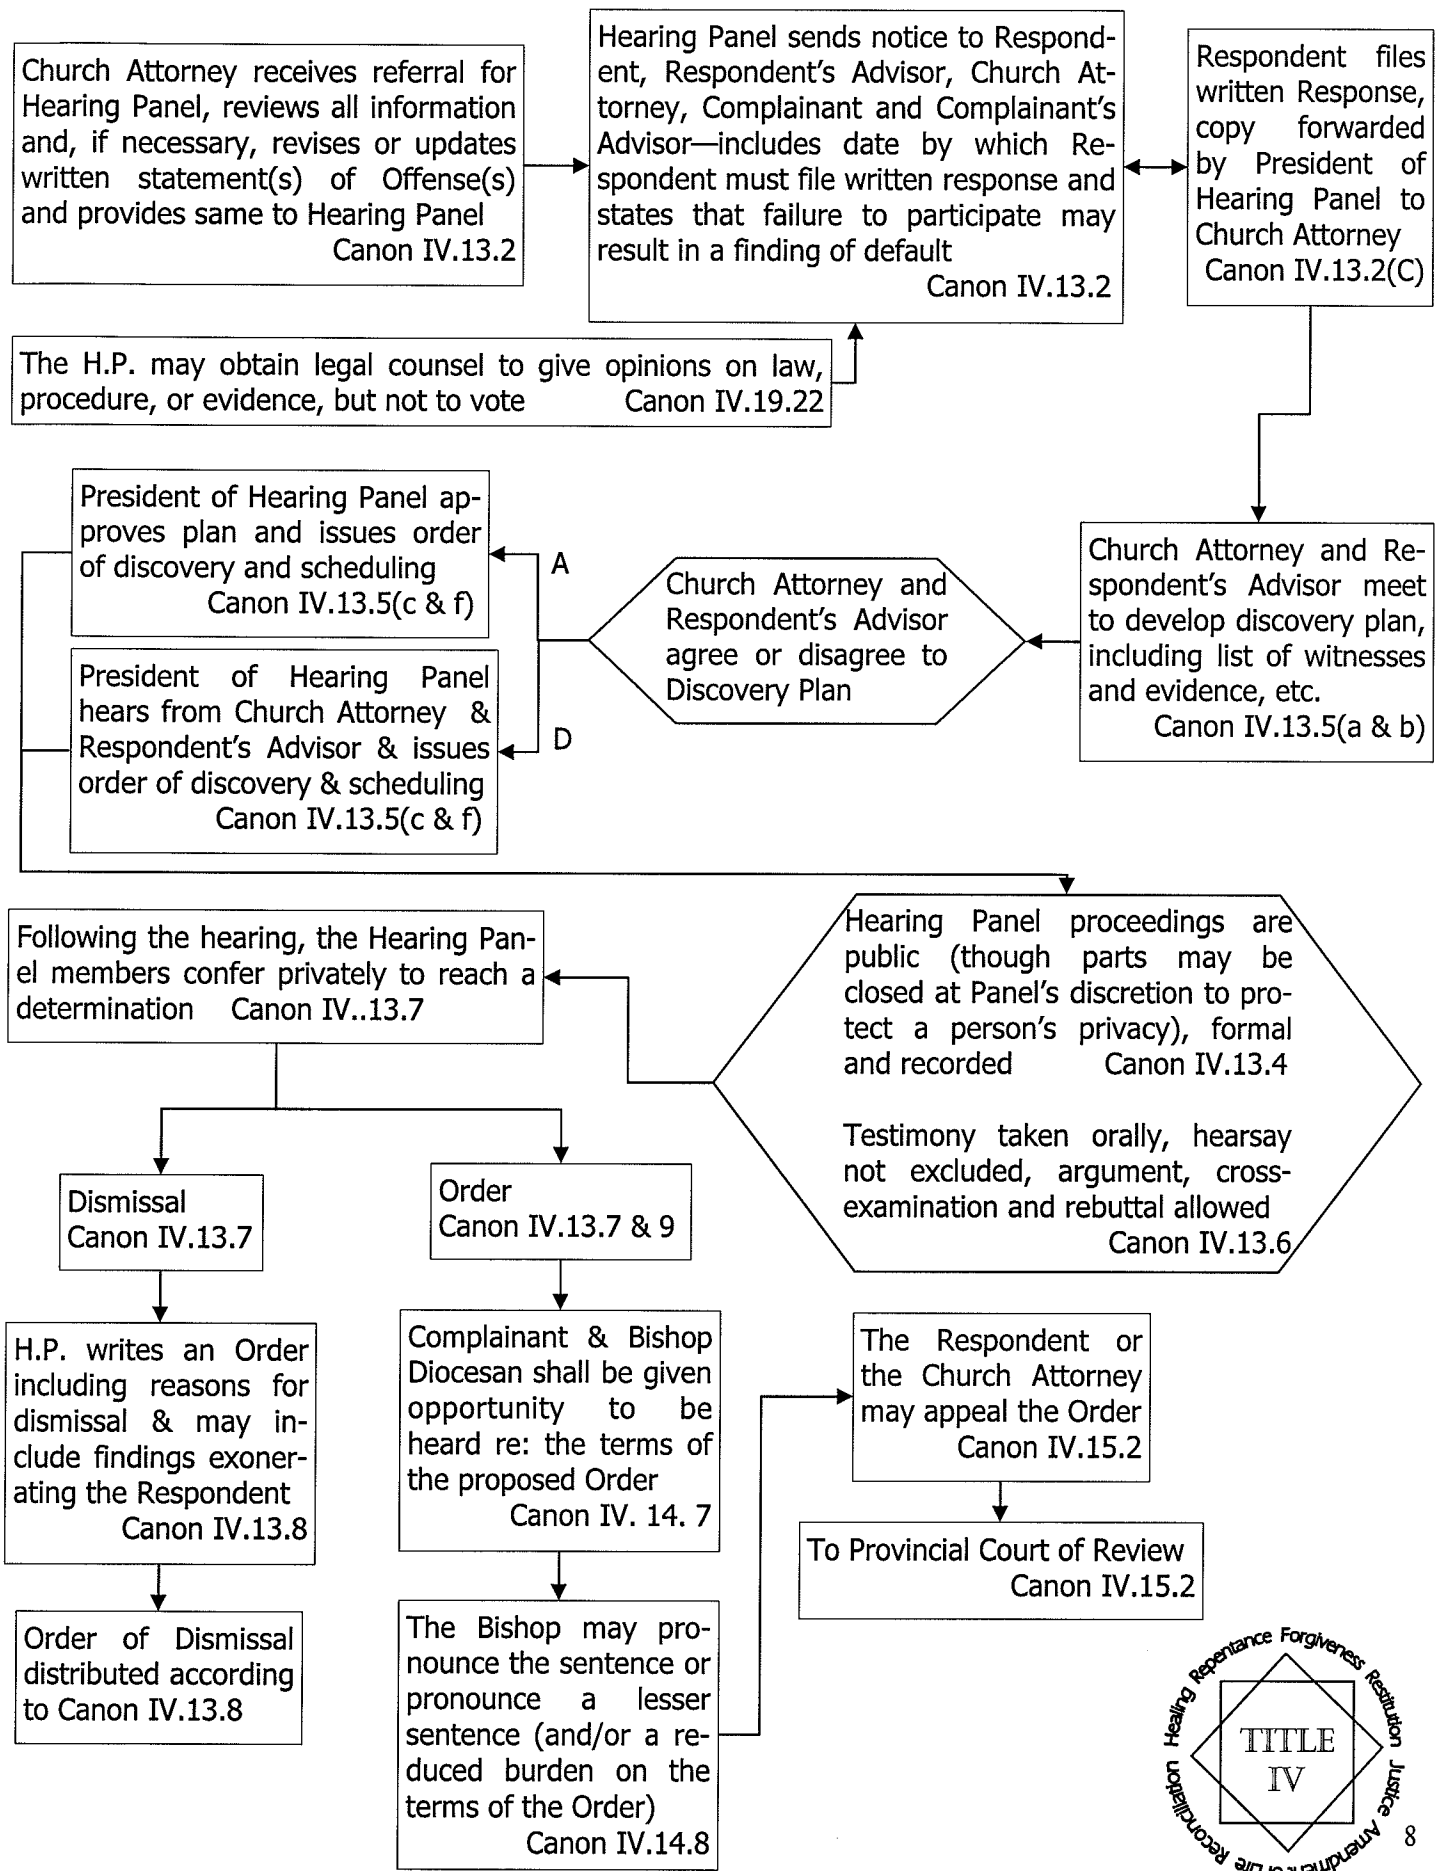 Church Attorney receives referral for
Hearing Panel, reviews all information
and, if necessary, revises or updates
written statement(s) of Offense(s)
and provides same to Hearing Panel
Canon IV.13.2
Hearing Panel sends notice to Respond-
ent, Respondent's Advisor, Church At-
torney, Complainant and Complainant's
Advisor—includes date by which Re-
spondent must file written response and
states that failure to participate may
result in a finding of default
Canon IV.13.2
Respondent files
written Response,
copy forwarded
by President of
Hearing Panel to
Church Attorney
Canon IV.13.2(C)
The H.P. may obtain legal counsel to give opinions on law,
procedure, or evidence, but not to vote Canon IV.19.22
Church Attorney and Re-
spondent's Advisor meet
to develop discovery plan,
including list of witnesses
and evidence, etc.
Canon IV.13.5(a & b)
Church Attorney and
Respondent's Advisor
agree or disagree to
Discovery Plan
A
President of Hearing Panel ap-
proves plan and issues order
of discovery and scheduling
Canon IV.13.5(c & f)
D
President of Hearing Panel
hears from Church Attorney &
Respondent's Advisor & issues
order of discovery & scheduling
Canon IV.13.5(c & f)
Hearing Panel proceedings are
public (though parts may be
closed at Panel's discretion to pro-
tect a person's privacy), formal
and recorded Canon IV.13.4
Testimony taken orally, hearsay
not excluded, argument, cross-
examination and rebuttal allowed
Canon IV.13.6
Following the hearing, the Hearing Pan-
el members confer privately to reach a
determination Canon IV..13.7
Dismissal
Canon IV.13.7
H.P. writes an Order
including reasons for
dismissal & may in-
clude findings exoner-
ating the Respondent
Canon IV.13.8
Order of Dismissal
distributed according
to Canon IV.13.8
Order
Canon IV.13.7 & 9
Complainant & Bishop
Diocesan shall be given
opportunity to be
heard re: the terms of
the proposed Order
Canon IV. 14. 7
The Bishop may pro-
nounce the sentence or
pronounce a lesser
sentence (and/or a re-
duced burden on the
terms of the Order)
Canon IV.14.8
The Respondent or
the Church Attorney
may appeal the Order
Canon IV.15.2
To Provincial Court of Review
Canon IV.15.2
Healing Repentance Forgiveness Restitution Justice Amendment of Life Reconciliation
TITLE
IV
8